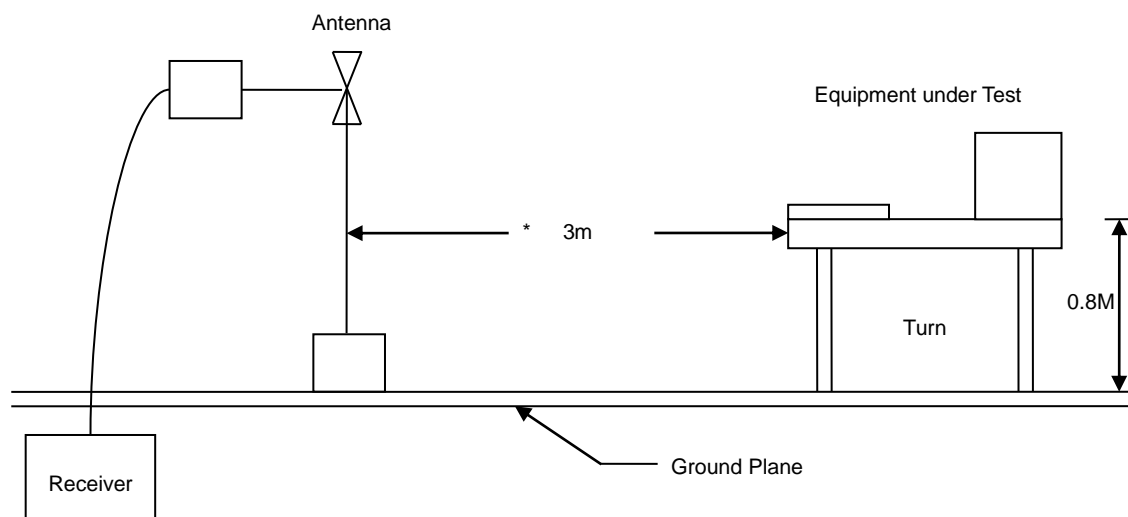 Antenna
Equipment under Test
* 3m
0.8M
Turn
Ground Plane
Receiver